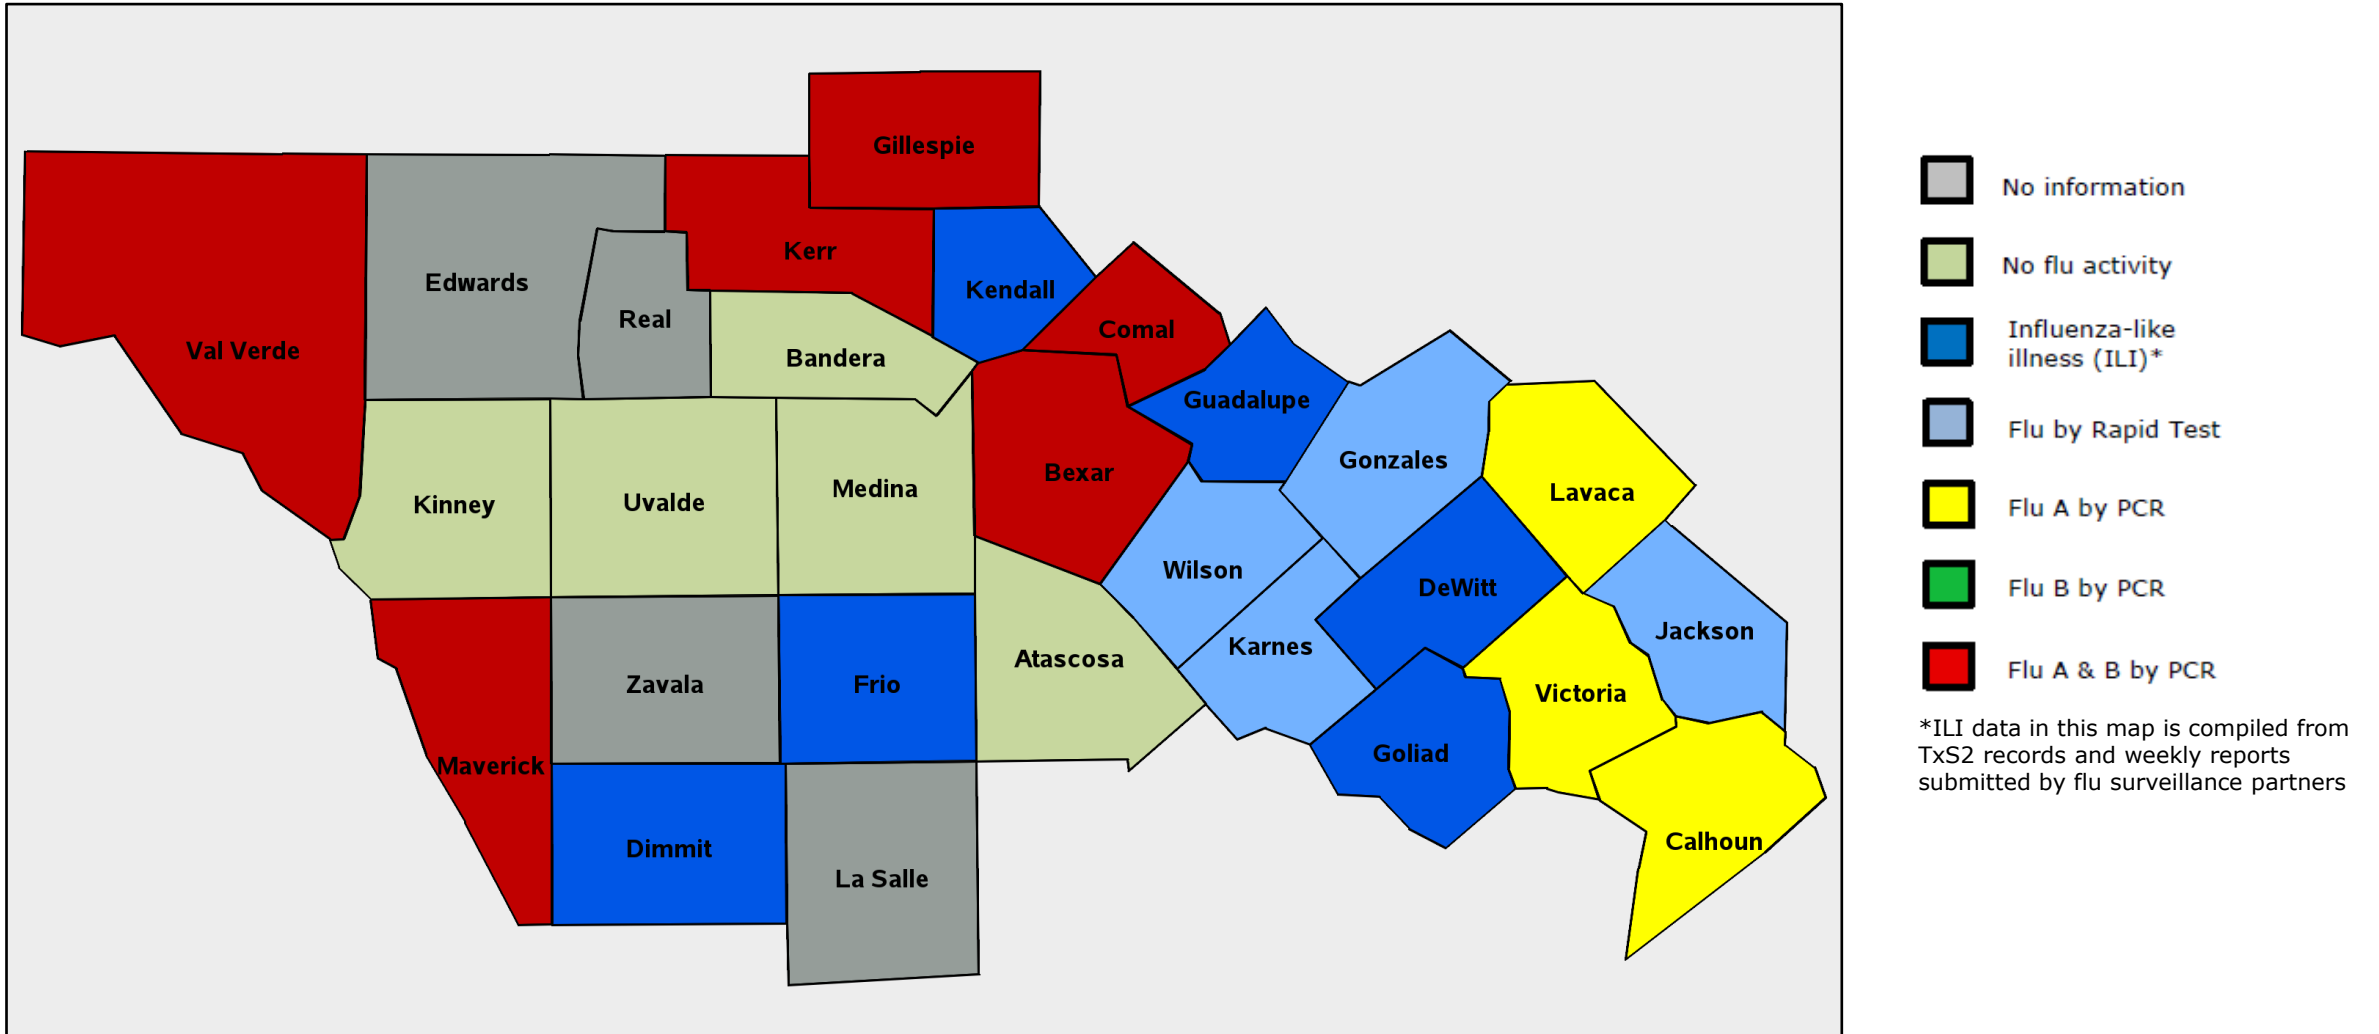 Gillespie
Kerr
Edwards
Kendall
Real
Comal
Val Verde
Bandera
Guadalupe
Gonzales
Bexar
Medina
Lavaca
Uvalde
Kinney
Wilson
DeWitt
Jackson
Karnes
Atascosa
Zavala
Frio
Victoria
Goliad
Maverick
Calhoun
Dimmit
La Salle
No information
No flu activity
Influenza-like
illness (ILI)*
Flu by Rapid Test
Flu A by PCR
Flu B by PCR
Flu A & B by PCR
*ILI data in this map is compiled from
TxS2 records and weekly reports
submitted by flu surveillance partners